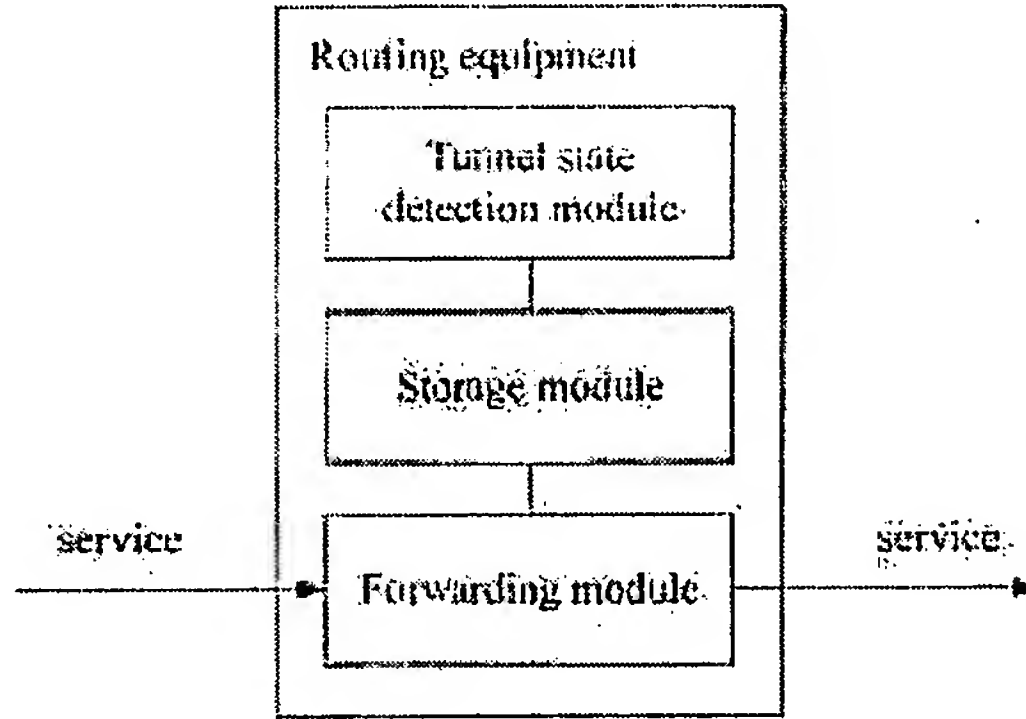 Routing equipment
Tunnel state
detection module
Storage module
service
service
Forwarding module